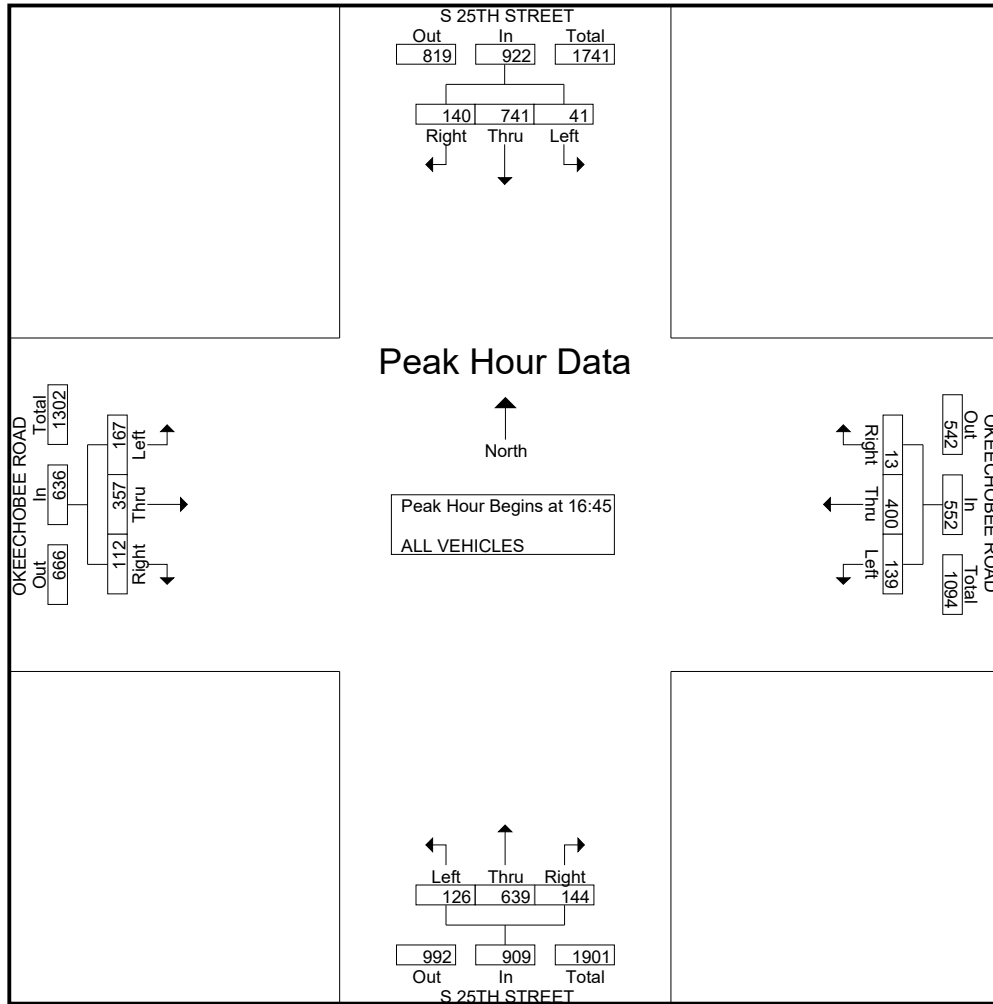 S 25TH STREET
Out In Total
819 922 1741
140 741 41
Right Thru Left
Peak Hour Data
North
Peak Hour Begins at 16:45
ALL VEHICLES
OKEECHOBEE ROAD
Total In Out
1302 636 666
167 357 112
Left Thru Right
Right Thru Left
13 400 139
542 552 1094
Out In Total
OKEECHOBEE ROAD
Left Thru Right
126 639 144
992 909 1901
Out In Total
S 25TH STREET